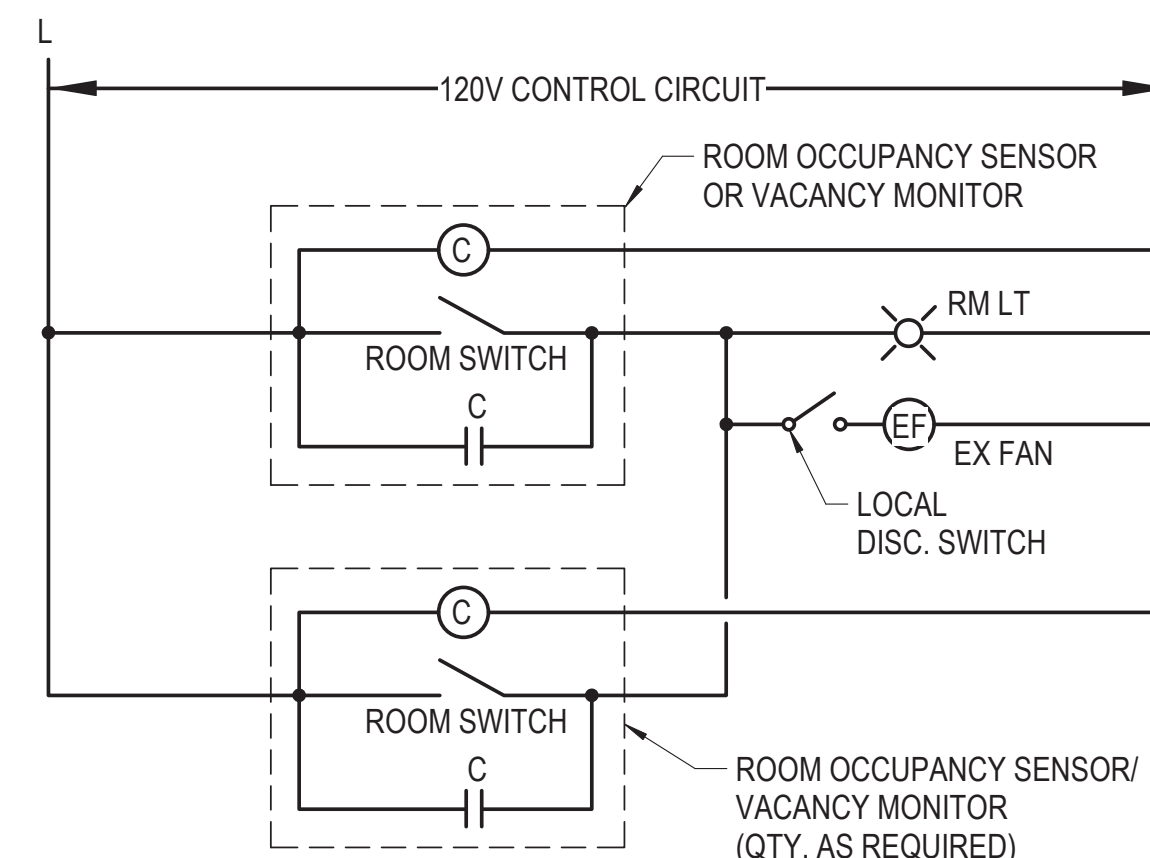 L
120V CONTROL CIRCUIT
ROOM OCCUPANCY SENSOR
OR VACANCY MONITOR
C
RM LT
ROOM SWITCH
C
EF
EX FAN
LOCAL
DISC. SWITCH
C
ROOM SWITCH
C
ROOM OCCUPANCY SENSOR/
VACANCY MONITOR
(QTY. AS REQUIRED)